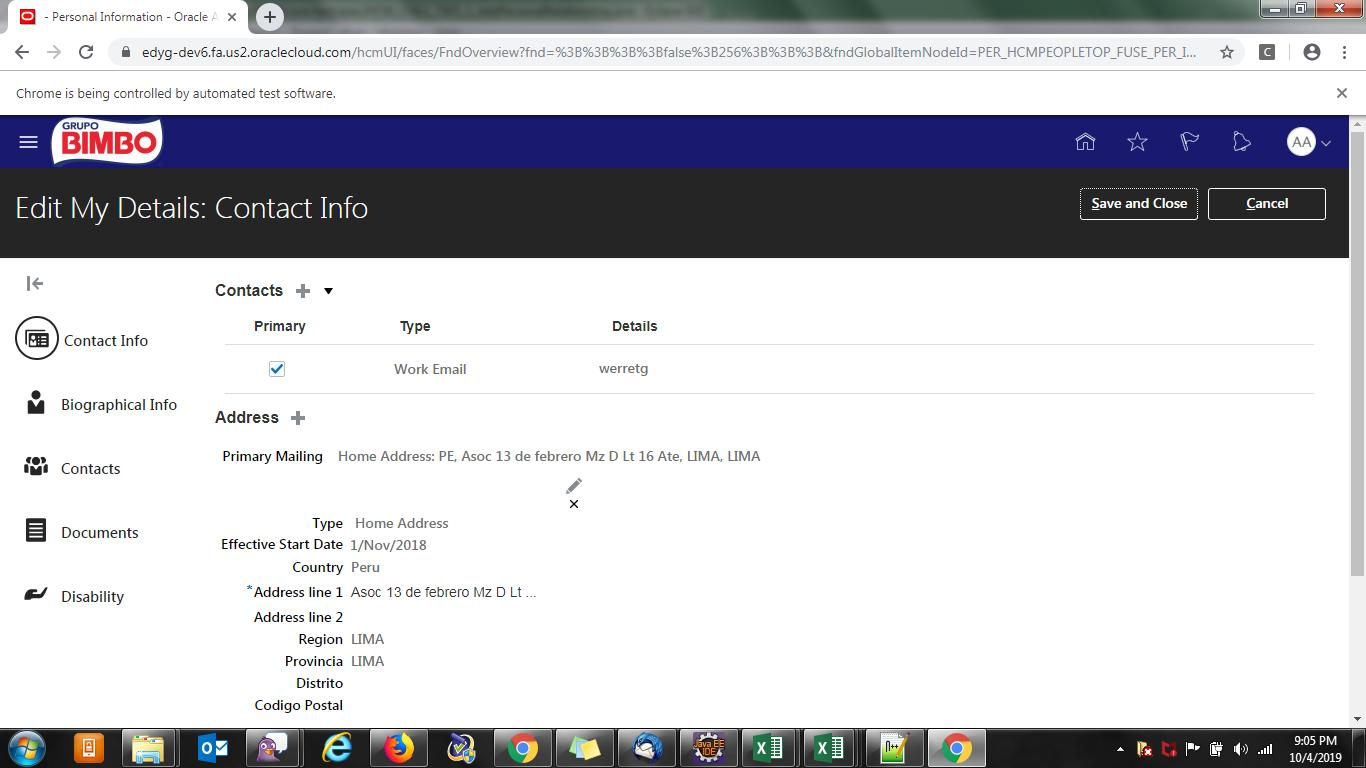 - Personal Information - Oracle A
edyg-dev6.fa.us2.oraclecloud.com/hcmUI/faces/FndOverview?fnd=%3B%3B%3B%3Bfalse%3B256%3B%3B%3B&fndGlobalItemNodeId=PER_HCMPEOPLETOP_FUSE_PER_I...
C
Chrome is being controlled by automated test software.
GRUPO
BIMBO
AA
Edit My Details: Contact Info
Save and Close
Cancel
Contacts
Primary Type Details
Contact Info
Work Email werretg
Biographical Info
Address
Primary Mailing Home Address: PE, Asoc 13 de febrero Mz D Lt 16 Ate, LIMA, LIMA
Contacts
Type Home Address
Documents
Effective Start Date 1/Nov/2018
Country Peru
*Address line 1 Asoc 13 de febrero Mz D Lt ...
Disability
Address line 2
Region LIMA
Provincia LIMA
Distrito
Codigo Postal
Java EE
IDE
9:05 PM
10/4/2019